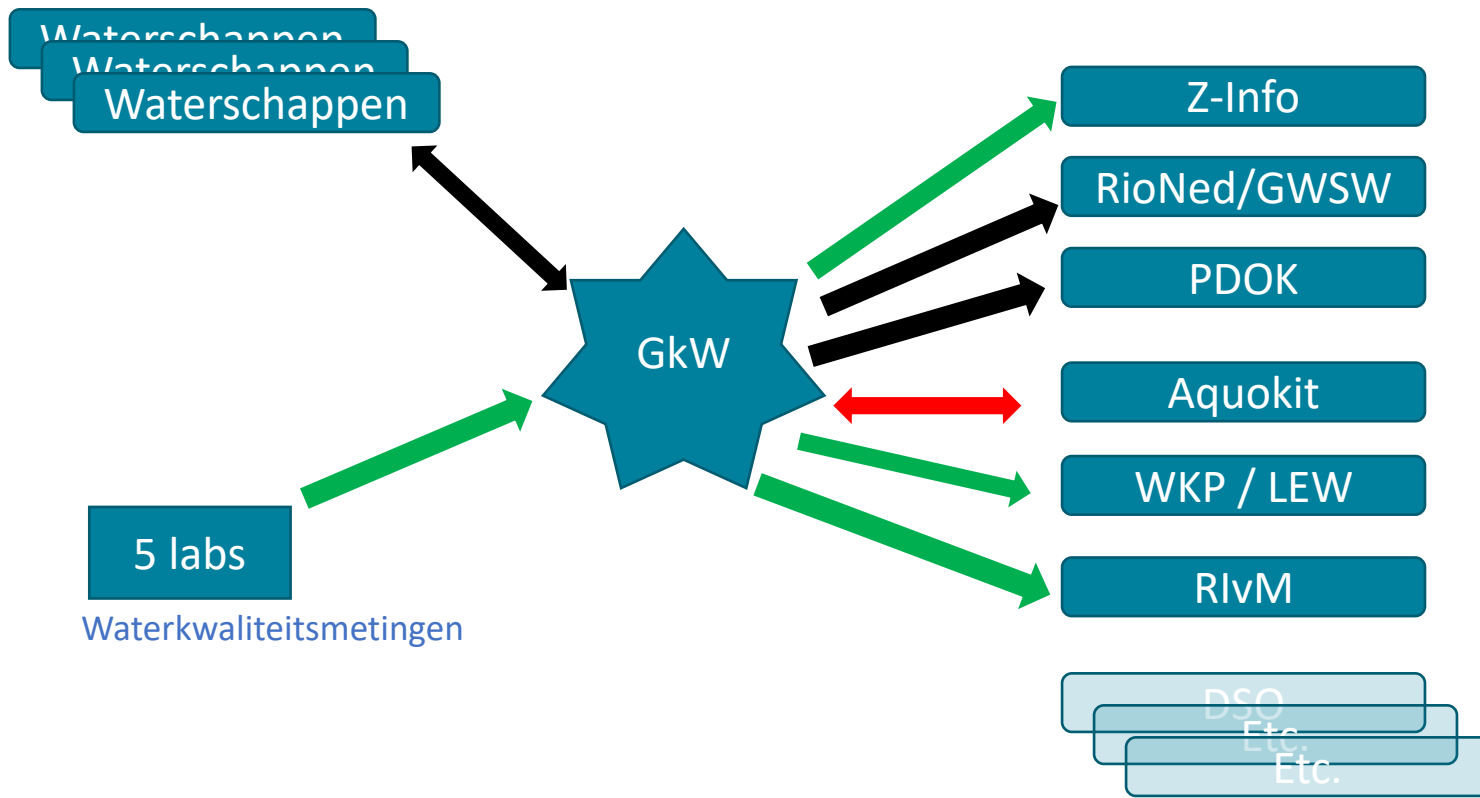 Waterschappen
Waterschappen
Waterschappen
Z-Info
RioNed/GWSW
PDOK
GkW
Aquokit
WKP / LEW
5 labs
RIvM
Waterkwaliteitsmetingen
DSO
Etc.
Etc.